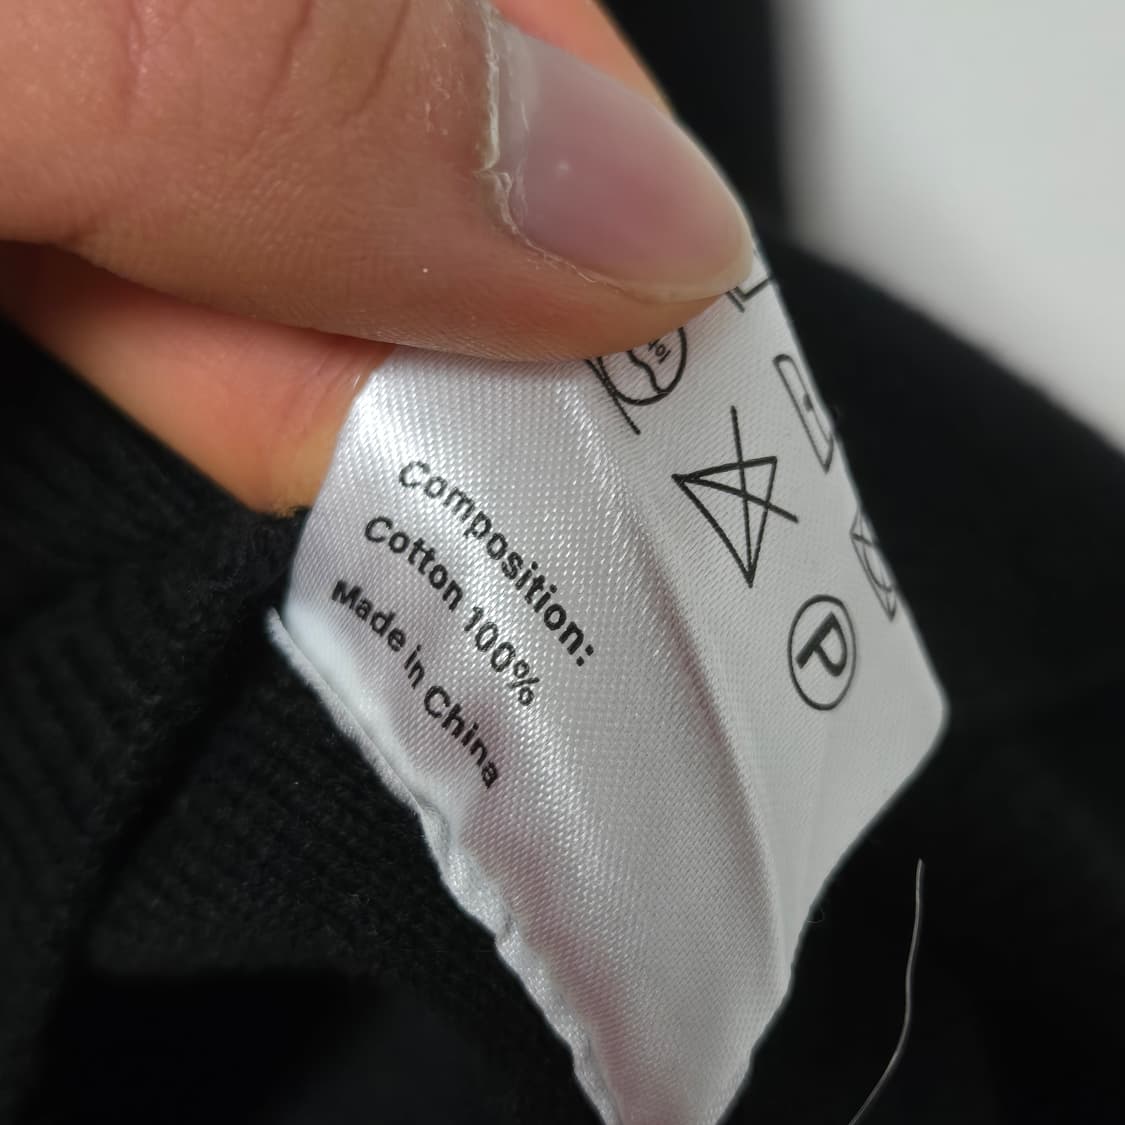 Composition:
Cotton 100%
Made in China
P